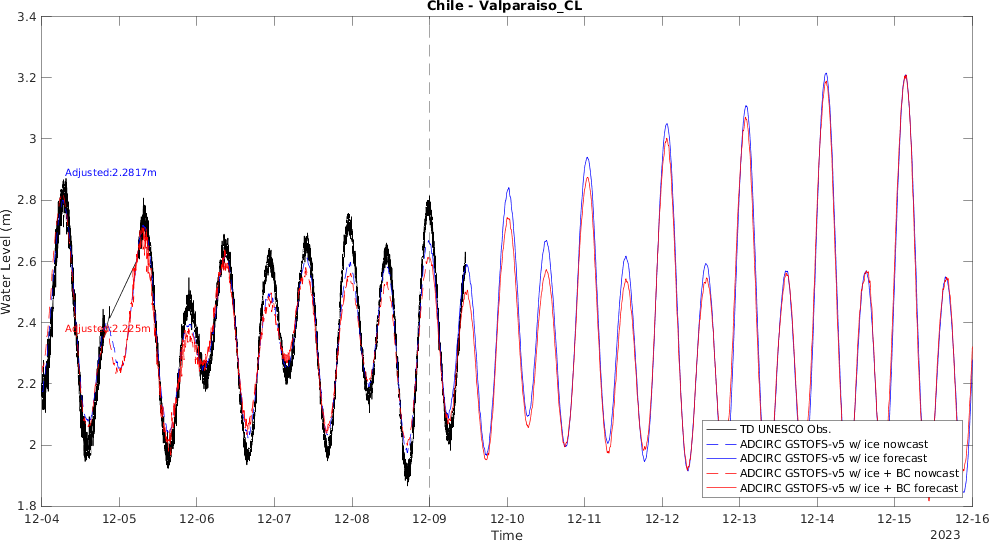 Chile - Valparaiso_CL
Water Level (m)
3.4
3.2
3
2.8
2.6
2.4
2.2
2
1.8
Adjusted:2.2817m
Adjusted:2.225m
TD UNESCO Obs.
ADCIRC GSTOFS-v5 w/ ice nowcast
ADCIRC GSTOFS-v5 w/ ice forecast
ADCIRC GSTOFS-v5 w/ ice + BC nowcast
ADCIRC GSTOFS-v5 w/ ice + BC forecast
12-04 12-05 12-06 12-07 12-08 12-09 12-10 12-11 12-12 12-13 12-14 12-15 12-16
Time
2023